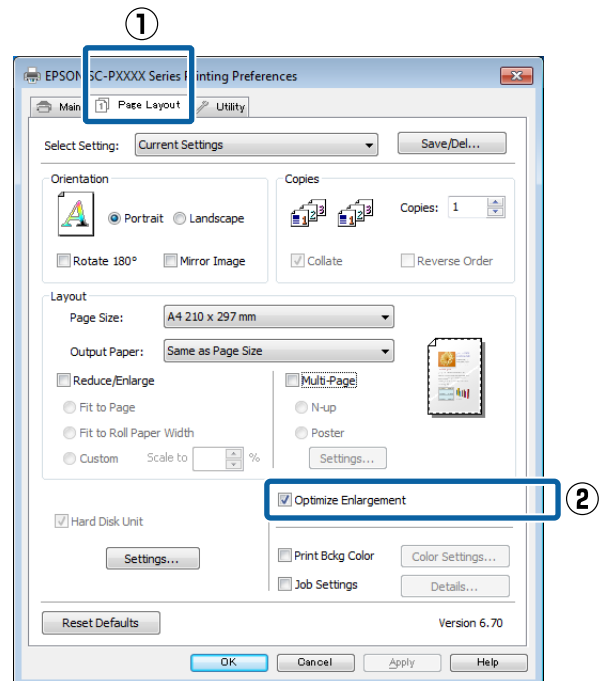 ①
EPSON SC-PXXXX Series Printing Preferences
Main Page Layout Utility
Select Setting: Current Settings Save/Del...
Orientation Copies
Portrait Landscape Copies: 1
Rotate 180° Mirror Image Collate Reverse Order
Layout
Page Size: A4 210 x 297 mm
Output Paper: Same as Page Size
Reduce/Enlarge Multi-Page
Fit to Page N-up
Fit to Roll Paper Width Poster
Custom Scale to % Settings...
Optimize Enlargement ②
Hard Disk Unit
Settings... Print Bckg Color Color Settings...
Job Settings Details...
Reset Defaults Version 6.70
OK Cancel Apply Help